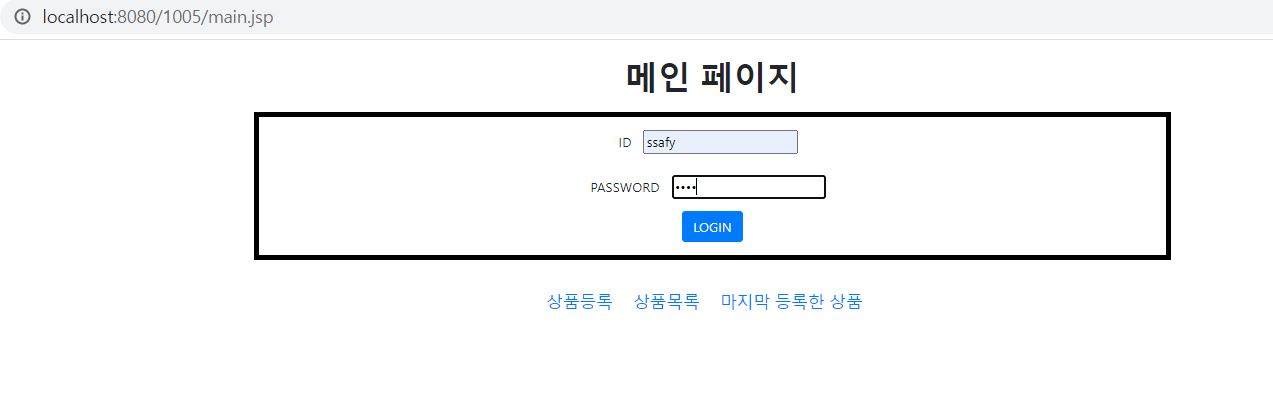 localhost:8080/1005/main.jsp
메인 페이지
ID ssafy
PASSWORD ••••
LOGIN
상품등록 상품목록 마지막 등록한 상품